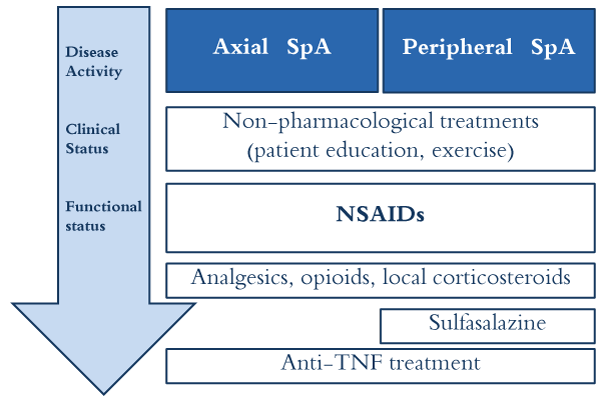 Disease
Activity
Axial SpA
Peripheral SpA
Clinical
Status
Non-pharmacological treatments
(patient education, exercise)
Functional
status
NSAIDs
Analgesics, opioids, local corticosteroids
Sulfasalazine
Anti-TNF treatment